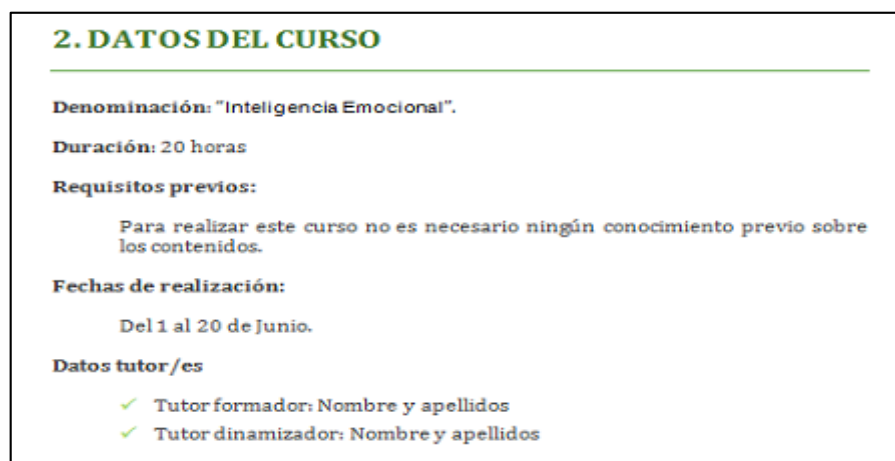 2. DATOS DEL CURSO
Denominación: "Inteligencia Emocional".
Duración: 20 horas
Requisitos previos:
Para realizar este curso no es necesario ningún conocimiento previo sobre
los contenidos.
Fechas de realización:
Del 1 al 20 de Junio.
Datos tutor/es
✓ Tutor formador: Nombre y apellidos
✓ Tutor dinamizador: Nombre y apellidos